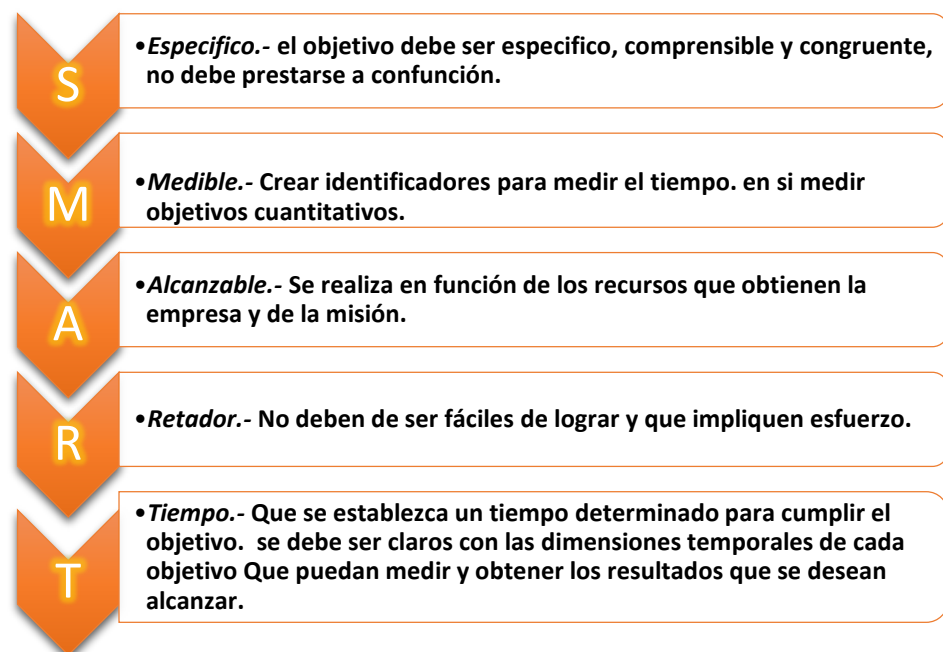 S
•Especifico.- el objetivo debe ser especifico, comprensible y congruente,
no debe prestarse a confunción.
M
•Medible.- Crear identificadores para medir el tiempo. en si medir
objetivos cuantitativos.
A
•Alcanzable.- Se realiza en función de los recursos que obtienen la
empresa y de la misión.
R
•Retador.- No deben de ser fáciles de lograr y que impliquen esfuerzo.
T
•Tiempo.- Que se establezca un tiempo determinado para cumplir el
objetivo.  se debe ser claros con las dimensiones temporales de cada
objetivo Que puedan medir y obtener los resultados que se desean
alcanzar.